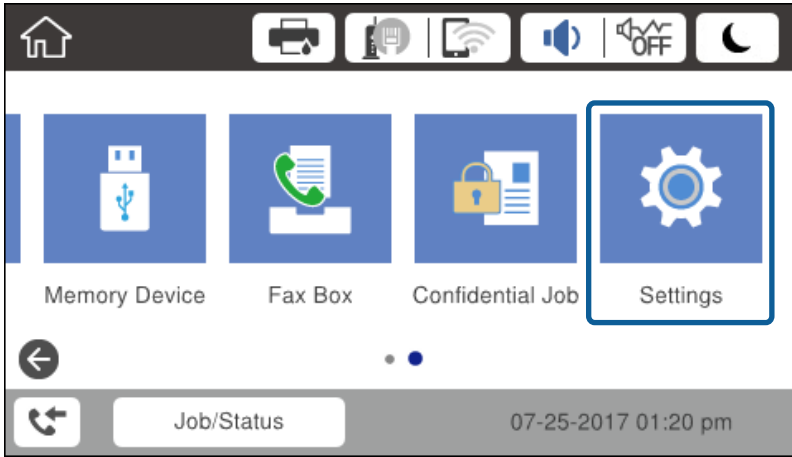 OFF
Memory Device
Fax Box
Confidential Job
Settings
Job/Status
07-25-2017 01:20 pm